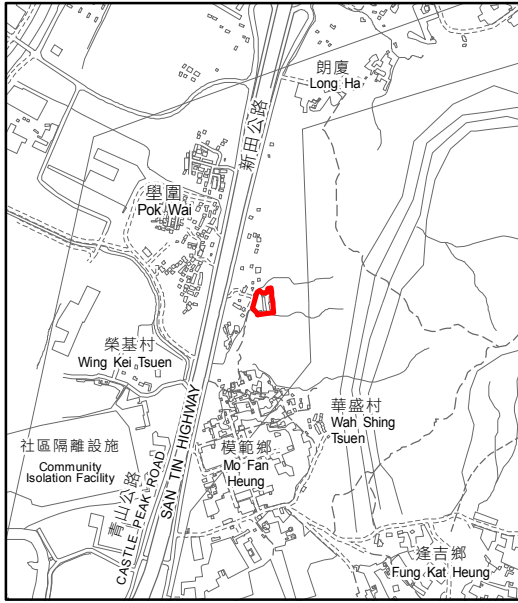 朗廈
Long Ha
新田公路
壆圍
Pok Wai
榮基村
Wing Kei Tsuen
華盛村
Wah Shing
Tsuen
社區隔離設施
Community
Isolation Facility
模範鄉
Mo Fan
Heung
青山公路
CASTLE PEAK ROAD
SAN TIN HIGHWAY
逢吉鄉
Fung Kat Heung